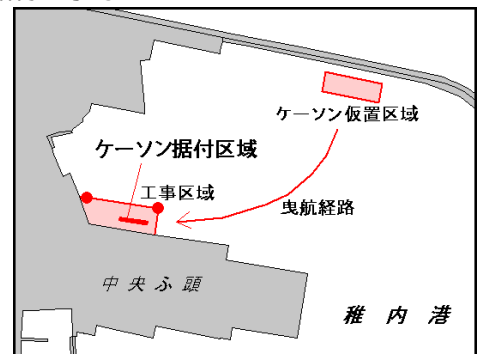 ケーソン仮置区域
ケーソン据付区域
工事区域
曳航経路
中央ふ頭
稚内港